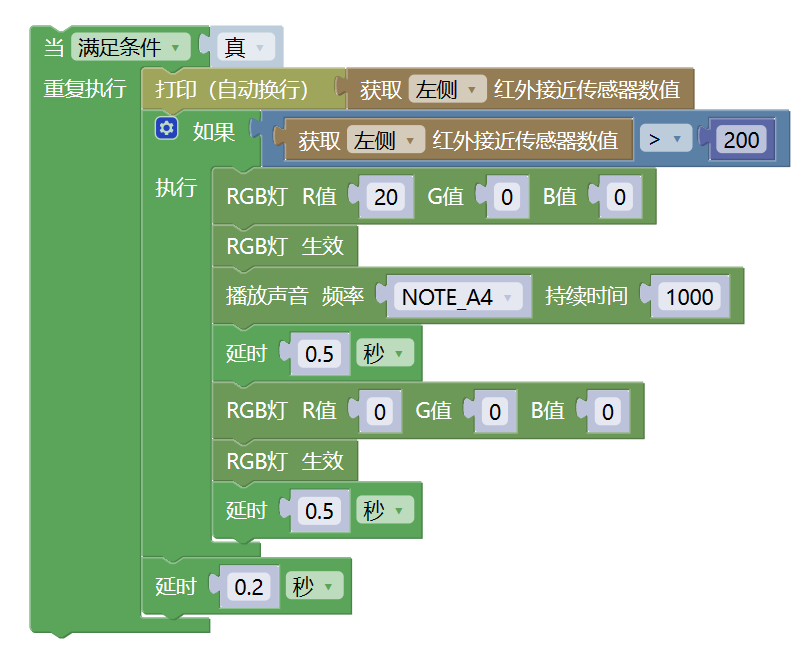 当 满足条件 真
重复执行 打印（自动换行） 获取 左侧 红外接近传感器数值
如果 获取 左侧 红外接近传感器数值 > 200
执行 RGB灯 R值 20 G值 0 B值 0
RGB灯 生效
播放声音 频率 NOTE_A4 持续时间 1000
延时 0.5 秒
RGB灯 R值 0 G值 0 B值 0
RGB灯 生效
延时 0.5 秒
延时 0.2 秒